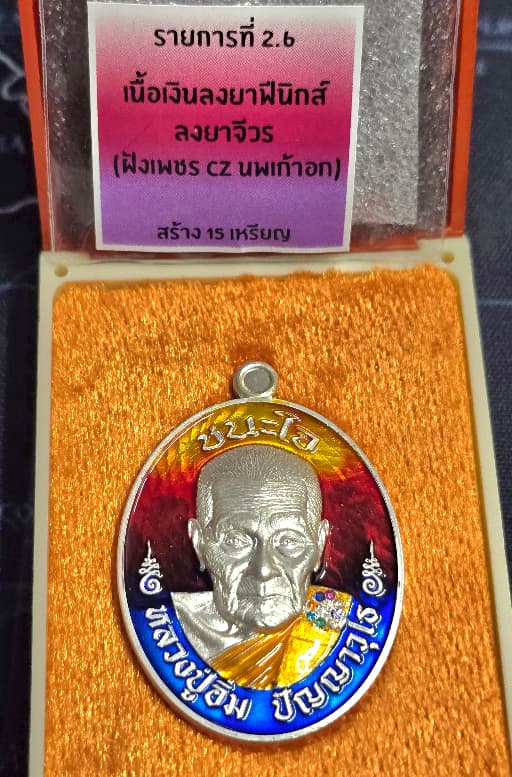 รายการที่ 2.6
เนื้อเงินลงยาฟีนิกส์
ลงยาจีวร
(ฝังเพชร CZ นพเก้าอก)
สร้าง 15 เหรียญ
ชนะโจ
หลวงปู่อิ่ม ปัญญาวุโธ